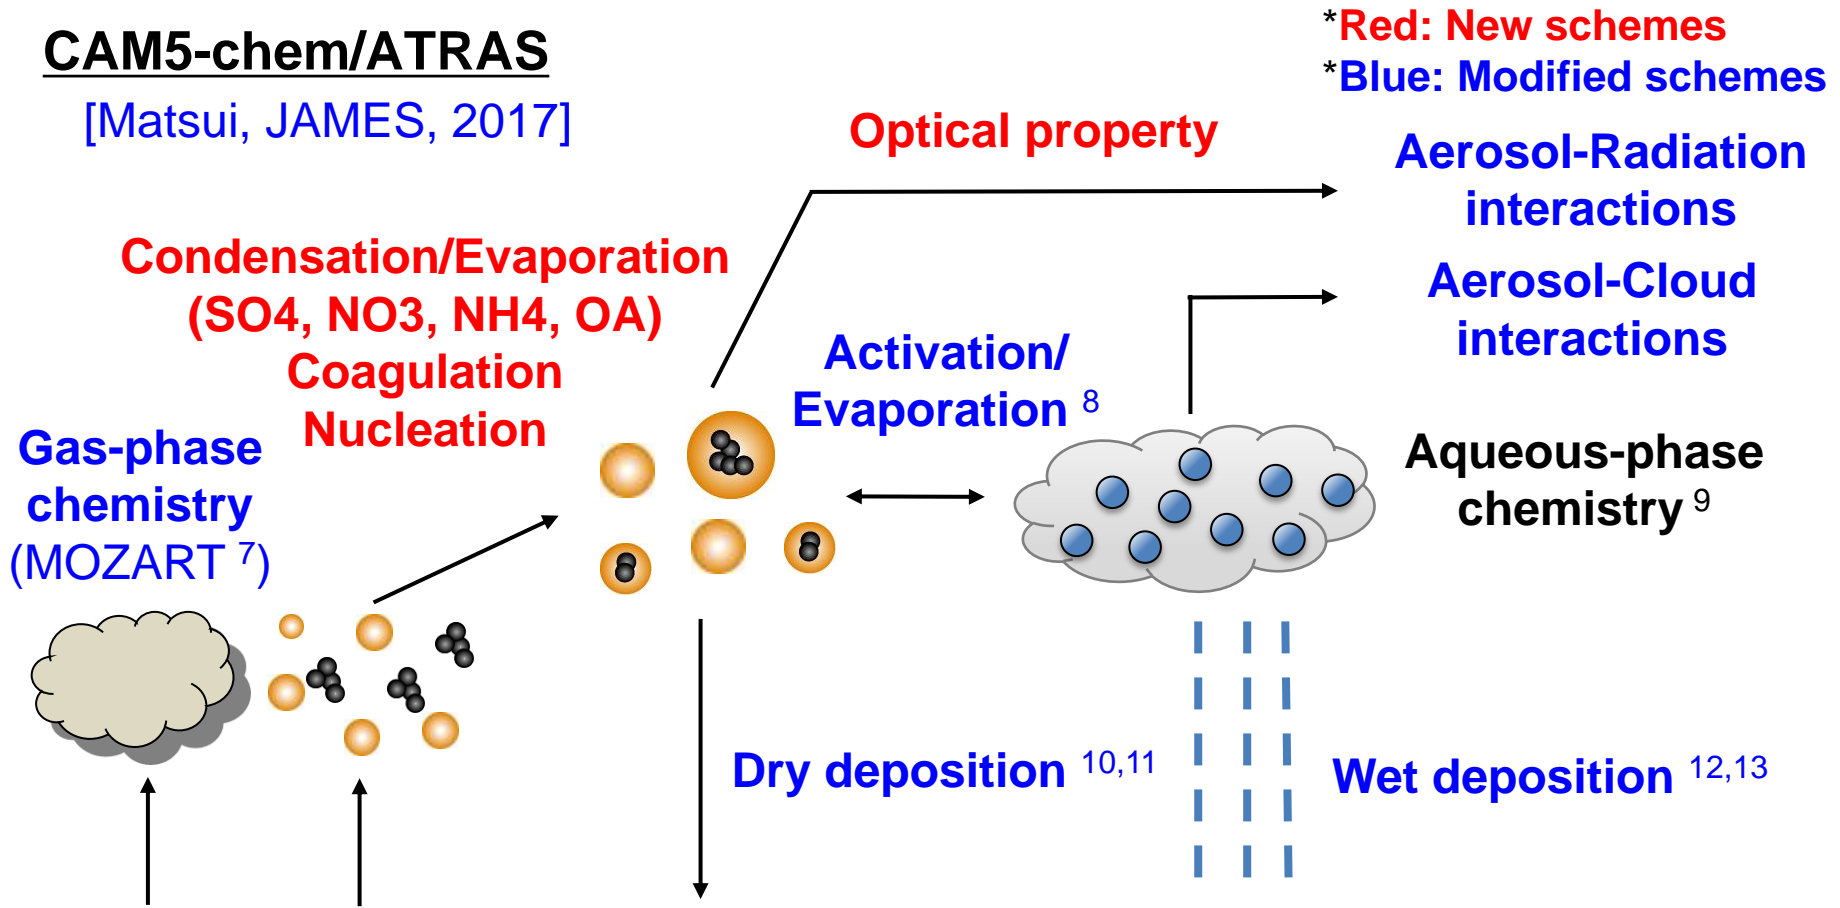 CAM5-chem/ATRAS
[Matsui, JAMES, 2017]
*Red: New schemes
*Blue: Modified schemes
Optical property
Aerosol-Radiation
interactions
Condensation/Evaporation
(SO4, NO3, NH4, OA)
Coagulation
Nucleation
Aerosol-Cloud
interactions
Activation/
Evaporation 8
Gas-phase
chemistry
(MOZART 7)
Aqueous-phase
chemistry 9
Dry deposition 10,11
Wet deposition 12,13